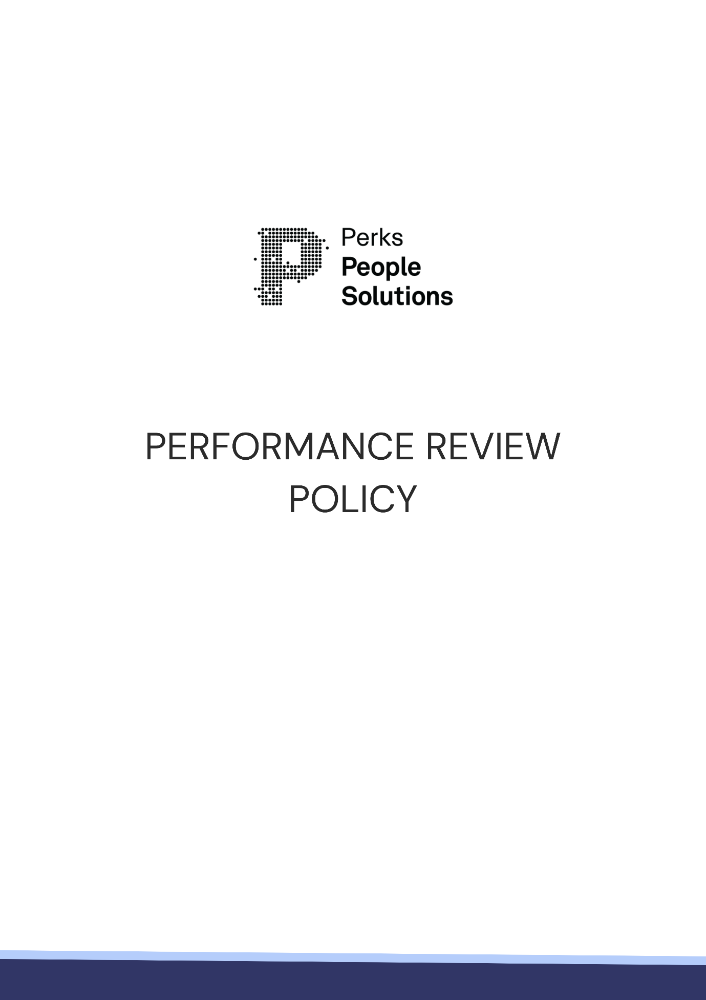 Perks
People
Solutions
PERFORMANCE REVIEW
POLICY